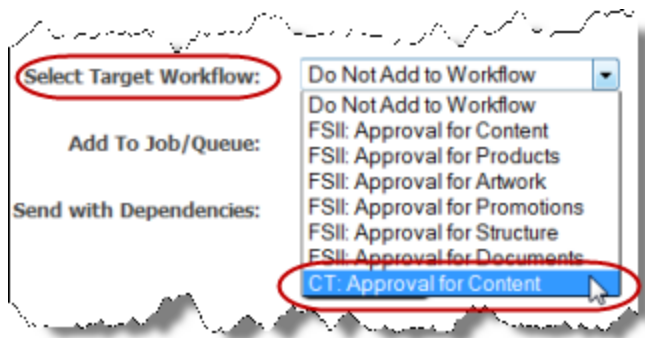 Select Target Workflow:
Do Not Add to Workflow
Do Not Add to Workflow
FSII: Approval for Content
Add To Job/Queue:
FSII: Approval for Products
FSII: Approval for Artwork
Send with Dependencies:
FSII: Approval for Promotions
FSII: Approval for Structure
FSII: Approval for Documents
CT: Approval for Content